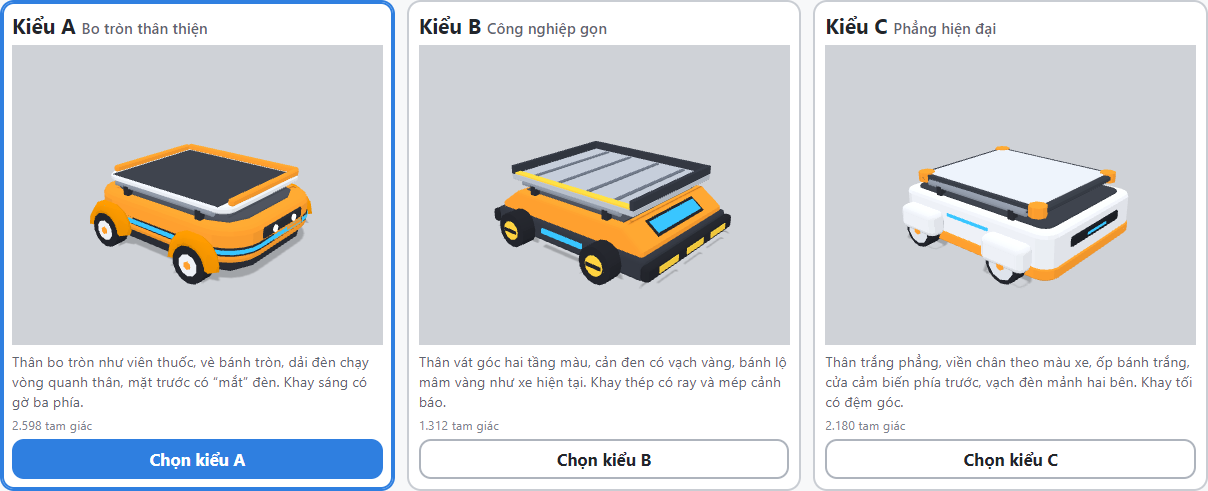 Kiểu A Bo tròn thân thiện
Thân bo tròn như viên thuốc, vè bánh tròn, dải đèn chạy
vòng quanh thân, mặt trước có “mắt” đèn. Khay sáng có
gờ ba phía.
2.598 tam giác
Chọn kiểu A
Kiểu B Công nghiệp gọn
Thân vát góc hai tầng màu, cản đen có vạch vàng, bánh lộ
mâm vàng như xe hiện tại. Khay thép có ray và mép cảnh
báo.
1.312 tam giác
Chọn kiểu B
Kiểu C Phẳng hiện đại
Thân trắng phẳng, viền chân theo màu xe, ốp bánh trắng,
cửa cảm biến phía trước, vạch đèn mảnh hai bên. Khay tối
có đệm góc.
2.180 tam giác
Chọn kiểu C